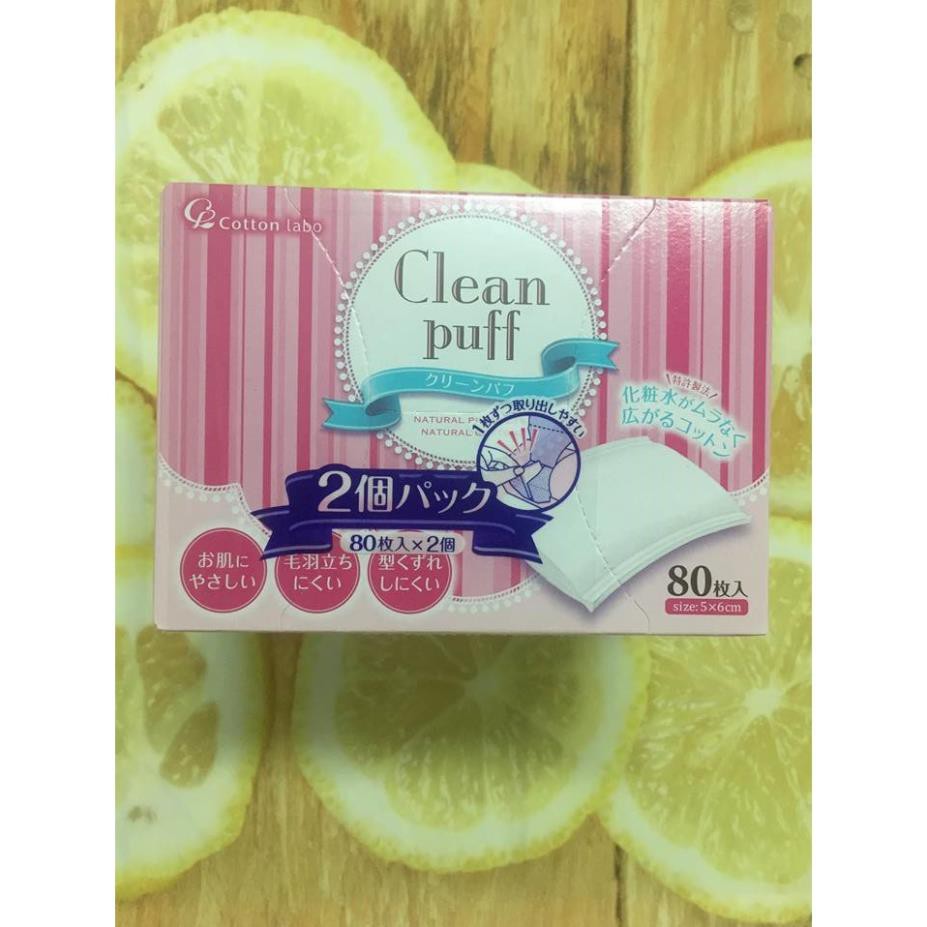 Cotton labo
Clean
puff
クリーンパフ
NATURAL
NATURAL
特許製法
化粧水がムラなく
広がるコットン
1枚ずつ取り出しやすい
2個パック
80枚入×2個
お肌に
やさしい
毛羽立ち
にくい
型くずれ
しにくい
80枚入
size: 5×6cm